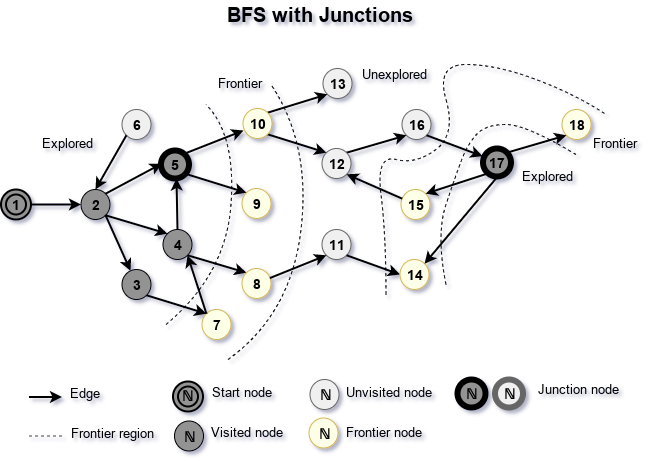 BFS with Junctions
Unexplored
Frontier
13
18
10
16
6
Explored
Frontier
12
5
17
Explored
9
15
1
2
4
11
14
3
8
7
Edge
ℕ
Start node
ℕ
Unvisited node
ℕ
ℕ
Junction node
Frontier region
ℕ
Visited node
ℕ
Frontier node